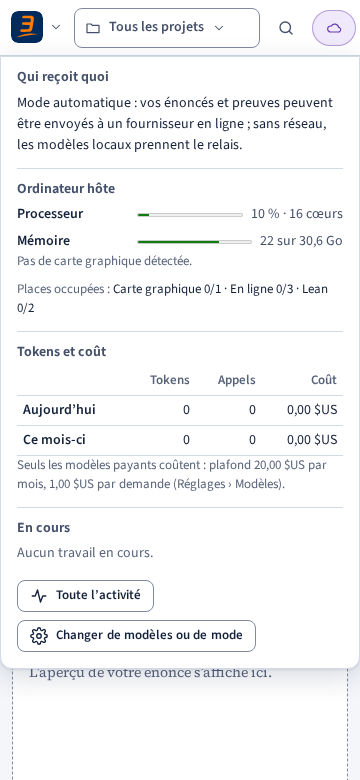 Tous les projets
Qui reçoit quoi
Mode automatique : vos énoncés et preuves peuvent
être envoyés à un fournisseur en ligne ; sans réseau,
les modèles locaux prennent le relais.
Ordinateur hôte
Processeur 10 % · 16 cœurs
Mémoire 22 sur 30,6 Go
Pas de carte graphique détectée.
Places occupées : Carte graphique 0/1 · En ligne 0/3 · Lean
0/2
Tokens et coût
Tokens Appels Coût
Aujourd’hui 0 0 0,00 $US
Ce mois-ci 0 0 0,00 $US
Seuls les modèles payants coûtent : plafond 20,00 $US par
mois, 1,00 $US par demande (Réglages › Modèles).
En cours
Aucun travail en cours.
Toute l’activité
Changer de modèles ou de mode
L’aperçu de votre énoncé s’affiche ici.